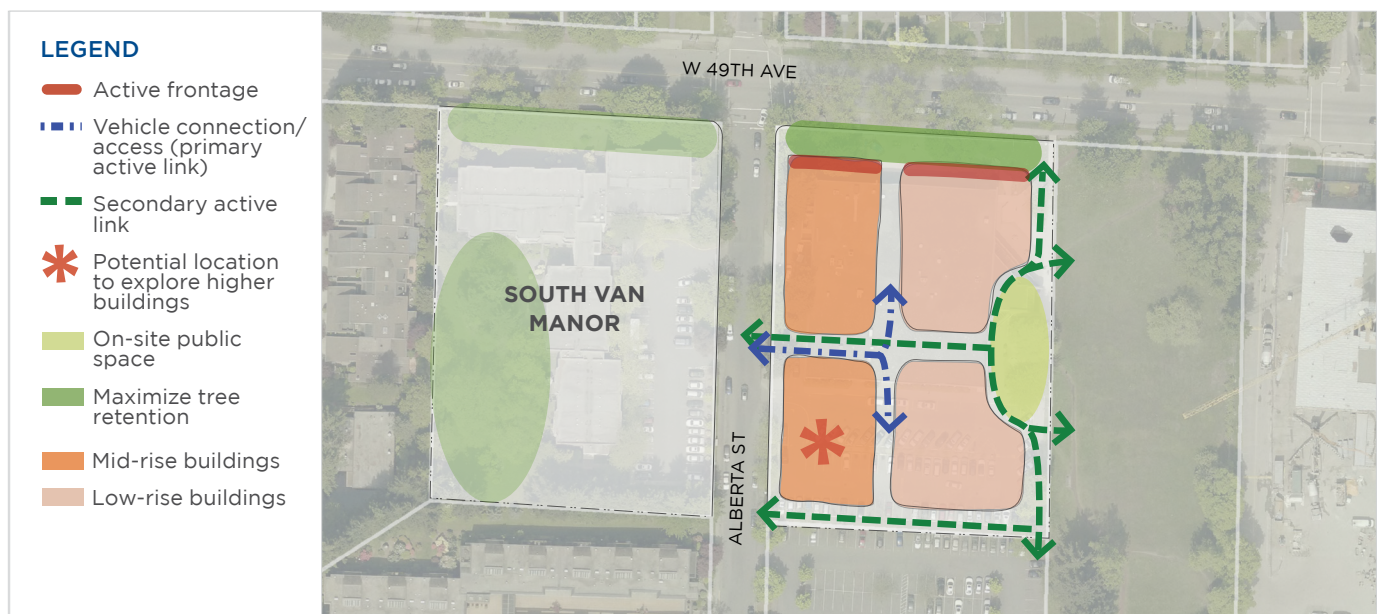 LEGEND
Active frontage
Vehicle connection/
access (primary
active link)
Secondary active
link
Potential location
to explore higher
buildings
On-site public
space
Maximize tree
retention
Mid-rise buildings
Low-rise buildings
W 49TH AVE
SOUTH VAN
MANOR
ALBERTA ST